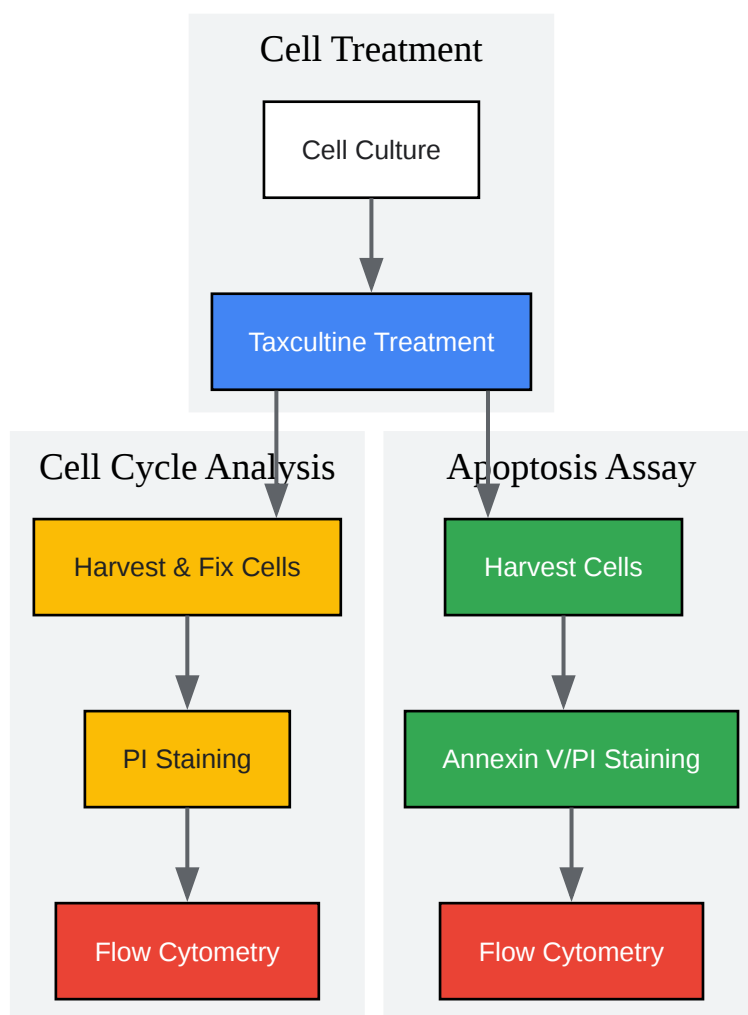 Cell Treatment
Cell Culture
Taxcultine Treatment
Cell Cycle Analysis
Harvest & Fix Cells
PI Staining
Flow Cytometry
Apoptosis Assay
Harvest Cells
Annexin V/PI Staining
Flow Cytometry